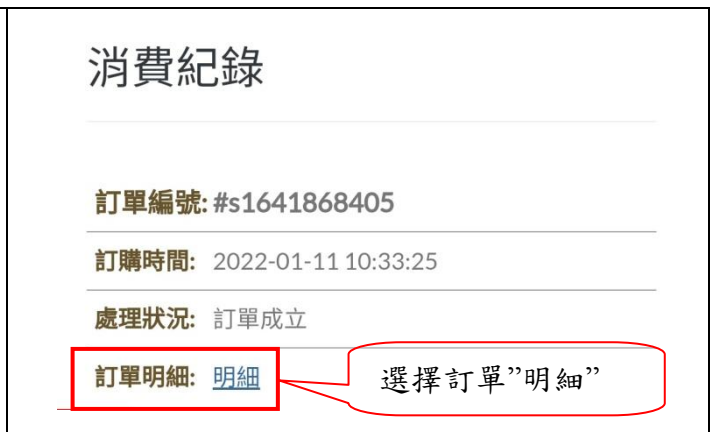 消費紀錄
訂單編號: #s1641868405
訂購時間: 2022-01-11 10:33:25
處理狀況: 訂單成立
訂單明細: 明細
選擇訂單”明細”